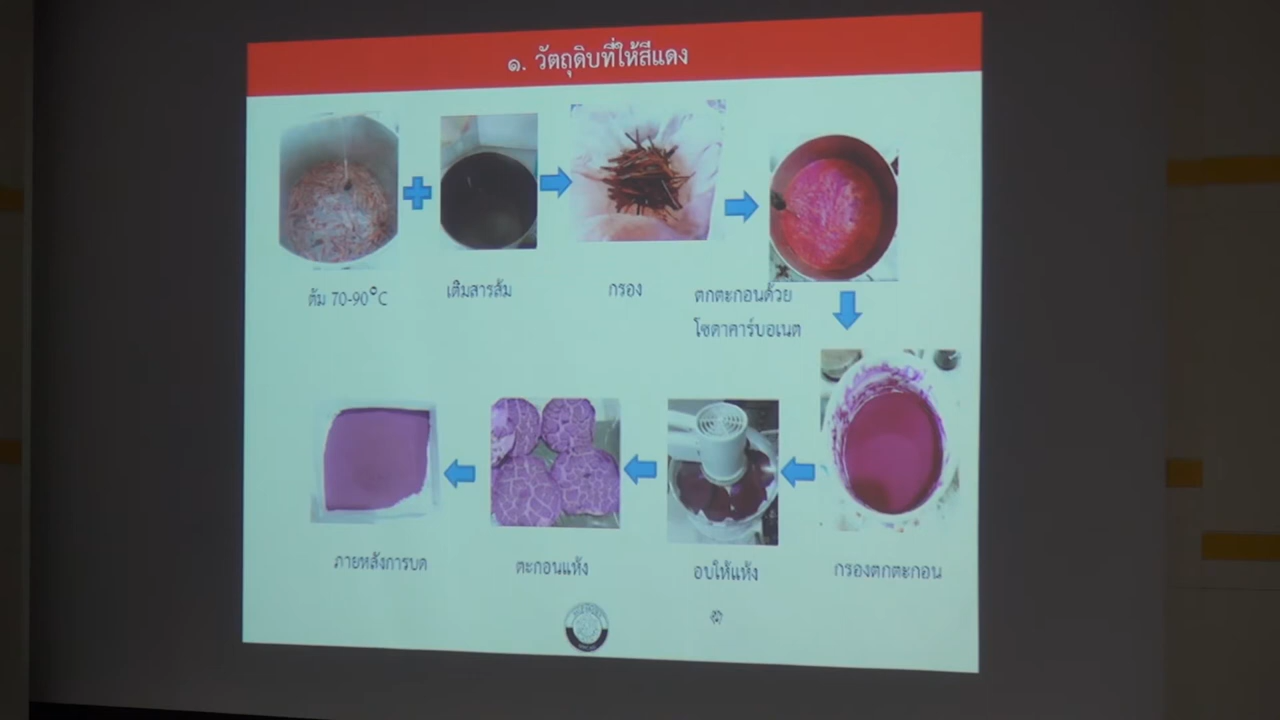 ๑. วัตถุดิบที่ให้สีแดง
ต้ม 70-90°C
เติมสารส้ม
กรอง
ตกตะกอนด้วย
โซดาคาร์บอเนต
ภายหลังการบด
ตะกอนแห้ง
อบให้แห้ง
กรองตกตะกอน